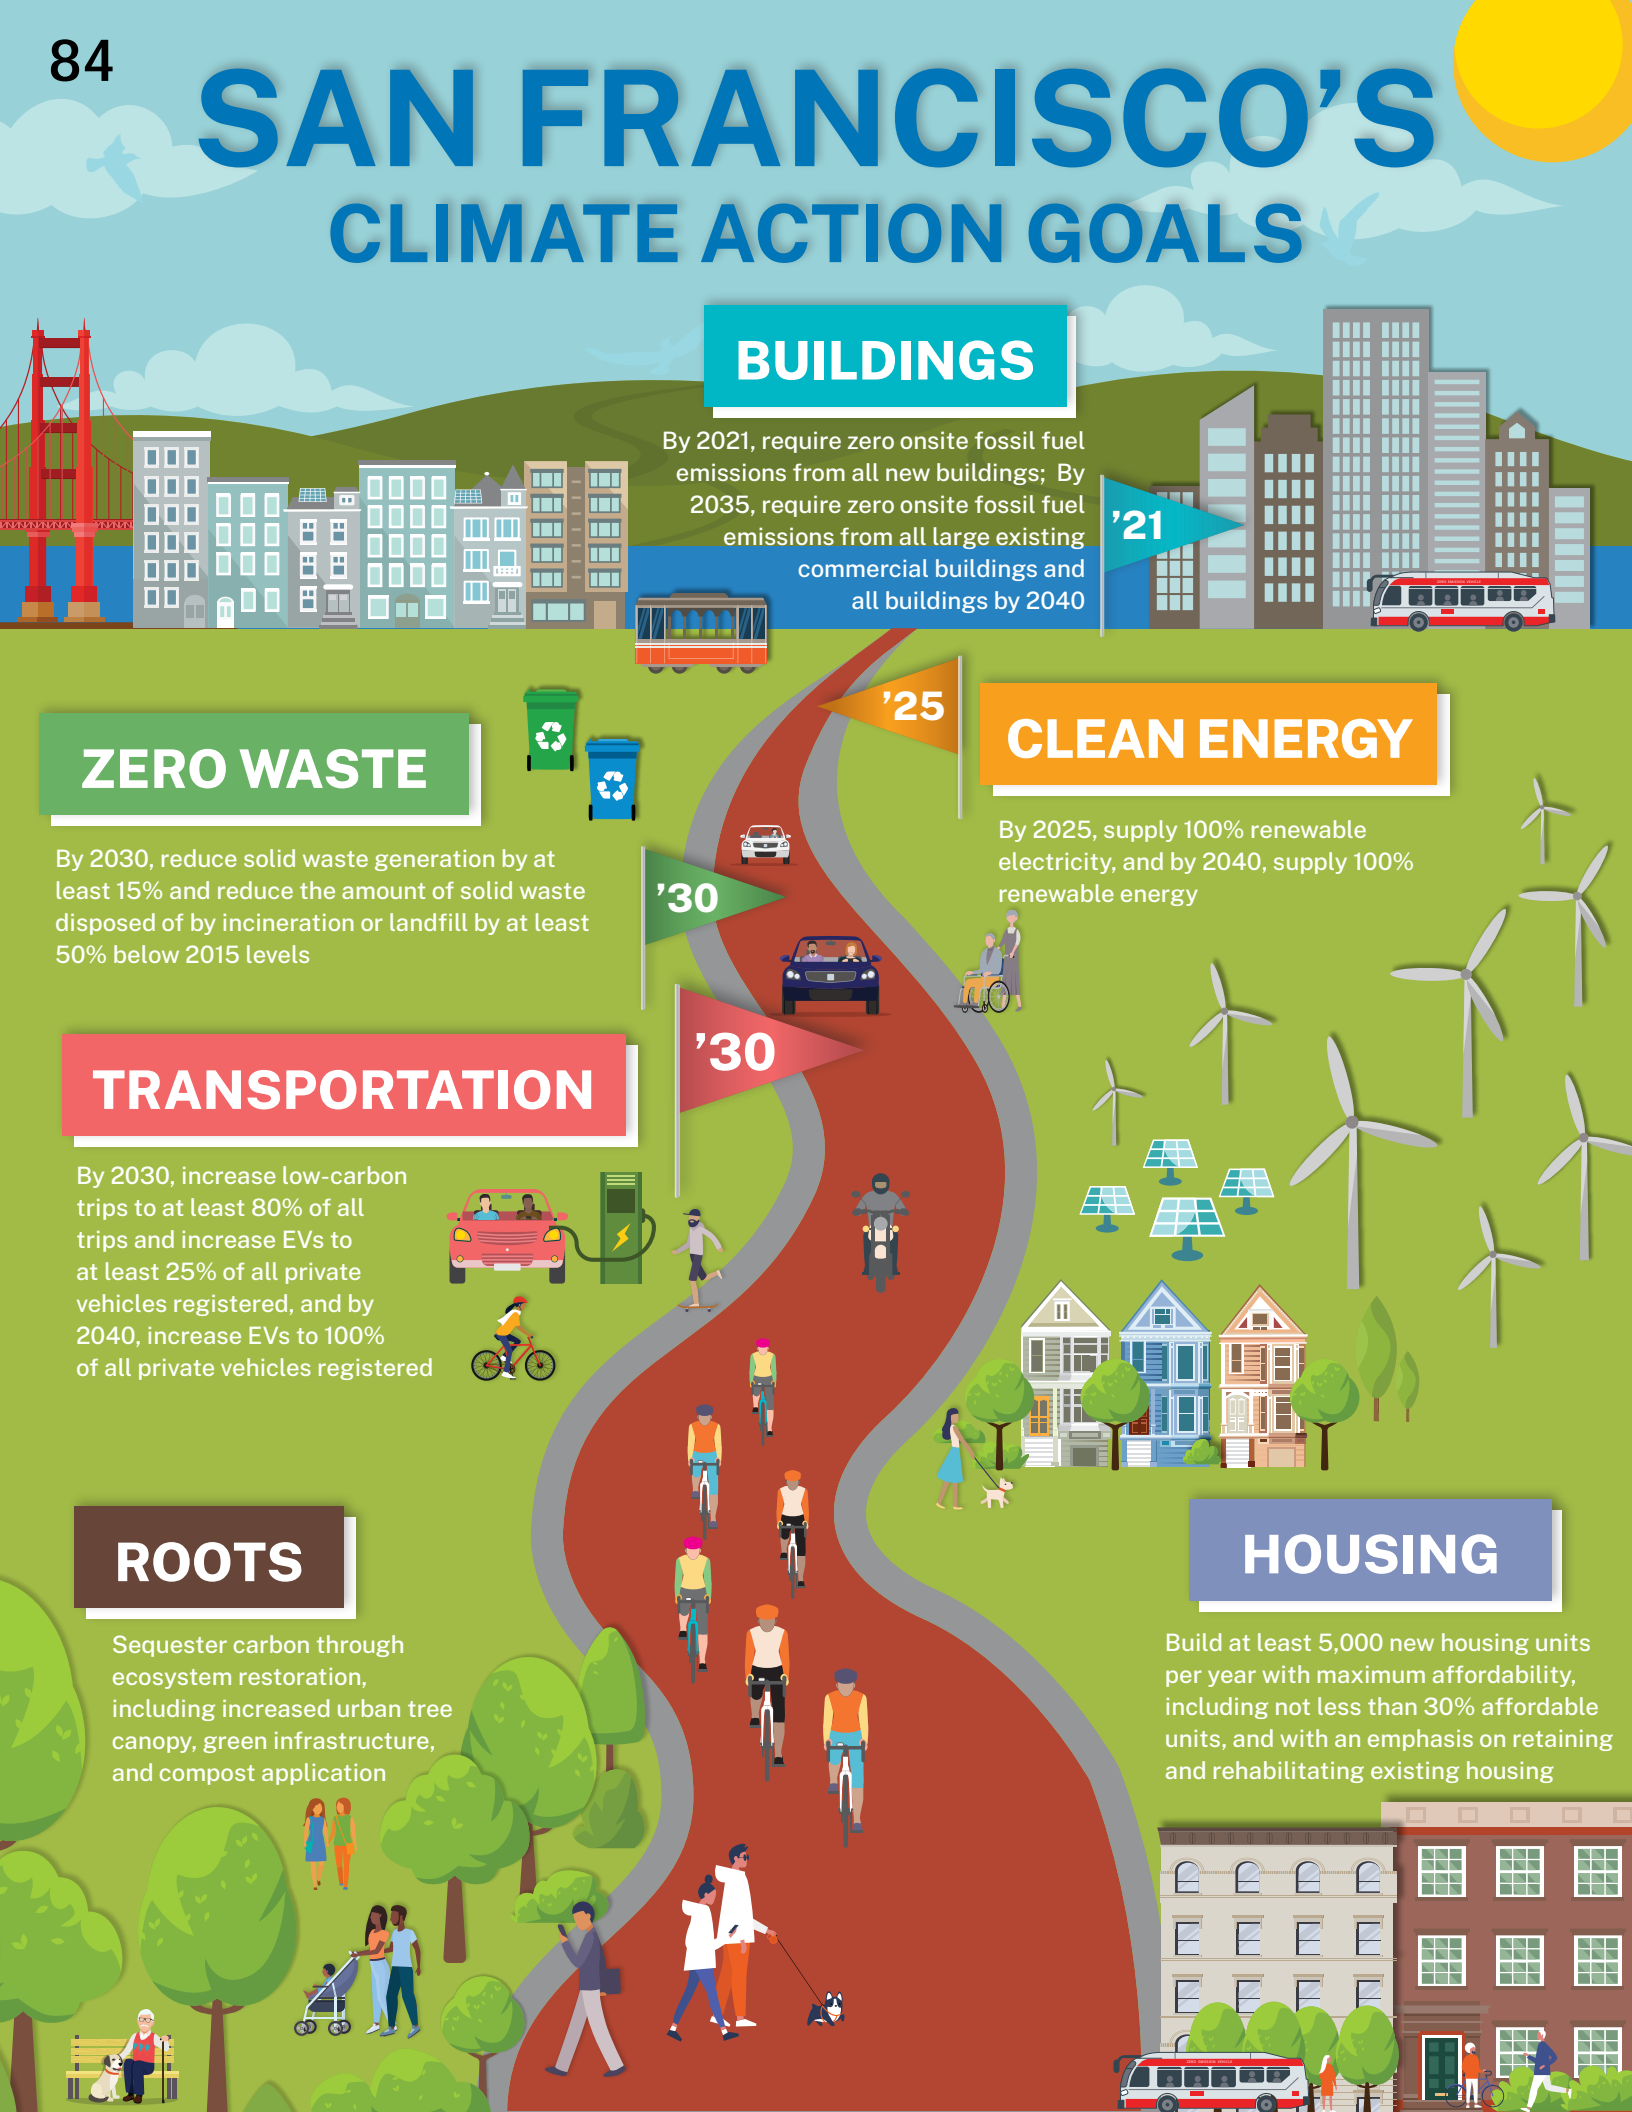 84
SAN FRANCISCO’S
CLIMATE ACTION GOALS
BUILDINGS
By 2021, require zero onsite fossil fuel
emissions from all new buildings; By
2035, require zero onsite fossil fuel
emissions from all large existing
commercial buildings and
all buildings by 2040
’21
ZERO EMISSION VEHICLE
’25
CLEAN ENERGY
By 2025, supply 100% renewable
electricity, and by 2040, supply 100%
renewable energy
ZERO WASTE
By 2030, reduce solid waste generation by at
least 15% and reduce the amount of solid waste
disposed of by incineration or landfill by at least
50% below 2015 levels
’30
TRANSPORTATION
’30
By 2030, increase low-carbon
trips to at least 80% of all
trips and increase EVs to
at least 25% of all private
vehicles registered, and by
2040, increase EVs to 100%
of all private vehicles registered
ROOTS
Sequester carbon through
ecosystem restoration,
including increased urban tree
canopy, green infrastructure,
and compost application
HOUSING
Build at least 5,000 new housing units
per year with maximum affordability,
including not less than 30% affordable
units, and with an emphasis on retaining
and rehabilitating existing housing
ZERO EMISSION VEHICLE